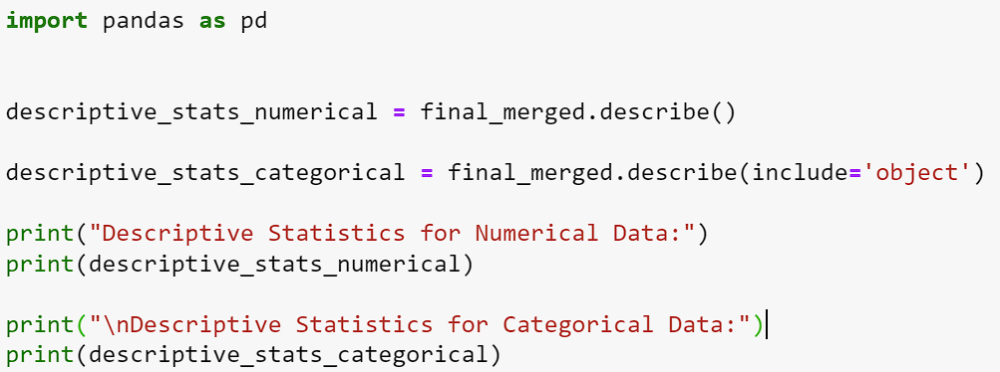 import pandas as pd
descriptive_stats_numerical = final_merged.describe()
descriptive_stats_categorical = final_merged.describe(include='object')
print("Descriptive Statistics for Numerical Data:")
print(descriptive_stats_numerical)
print("\nDescriptive Statistics for Categorical Data:")
print(descriptive_stats_categorical)